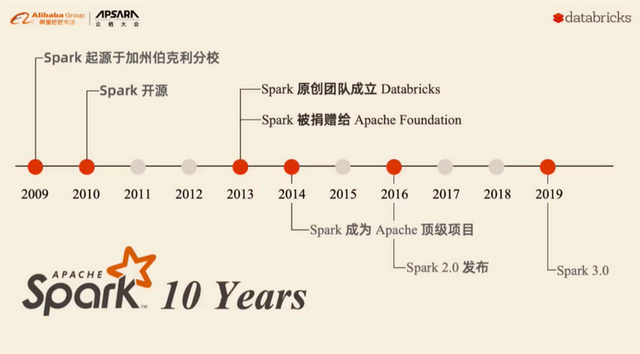 Alibaba Group
阿里巴巴集团
APSARA
云栖大会
databricks
Spark 起源于加州伯克利分校
Spark 开源
Spark 原创团队成立 Databricks
Spark 被捐赠给 Apache Foundation
2009
2010
2011
2012
2013
2014
2015
2016
2017
2018
2019
Spark 成为 Apache 顶级项目
Spark 2.0 发布
Spark 3.0
APACHE
Spark™
10 Years